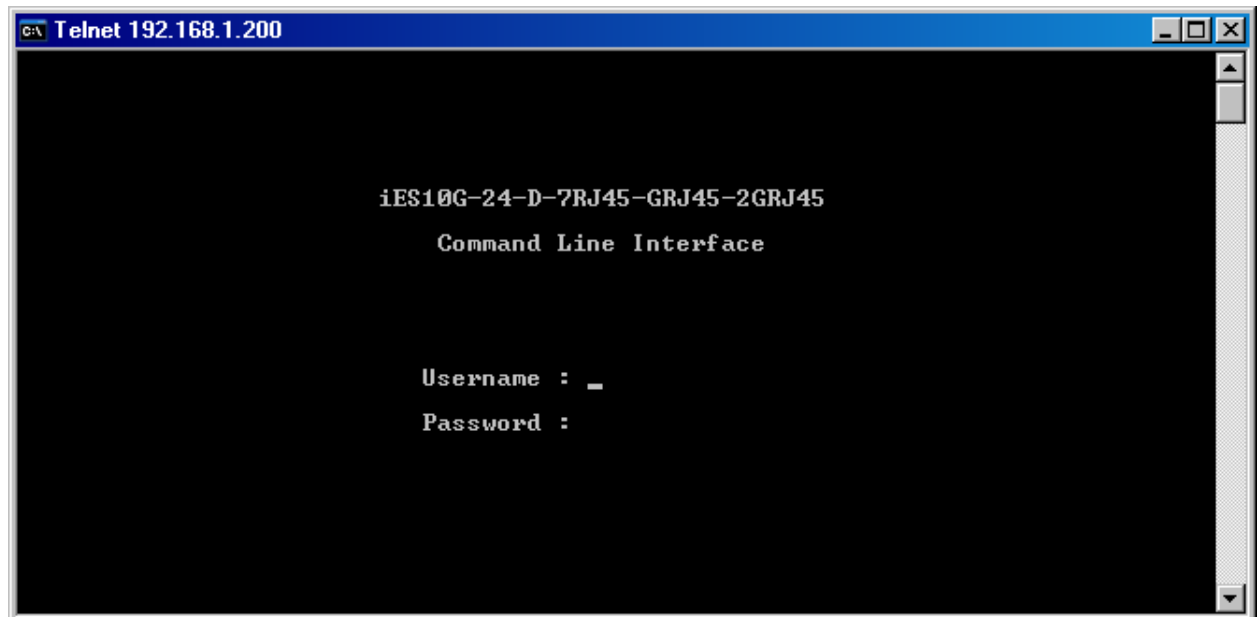 Telnet 192.168.1.200
iES10G-24-D-7RJ45-GRJ45-2GRJ45
Command Line Interface
Username : _
Password :